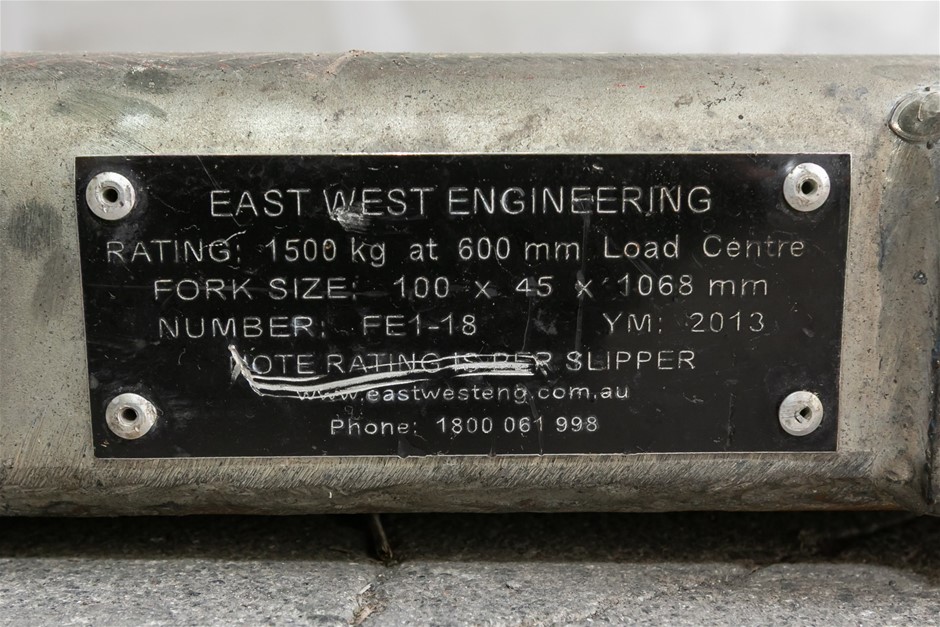 EAST WEST ENGINEERING
RATING: 1500 kg at 600 mm Load Centre
FORK SIZE: 100 x 45 x 1068 mm
NUMBER: FE1-18 YM: 2013
NOTE RATING IS PER SLIPPER
www.eastwesteng.com.au
Phone: 1800 061 998